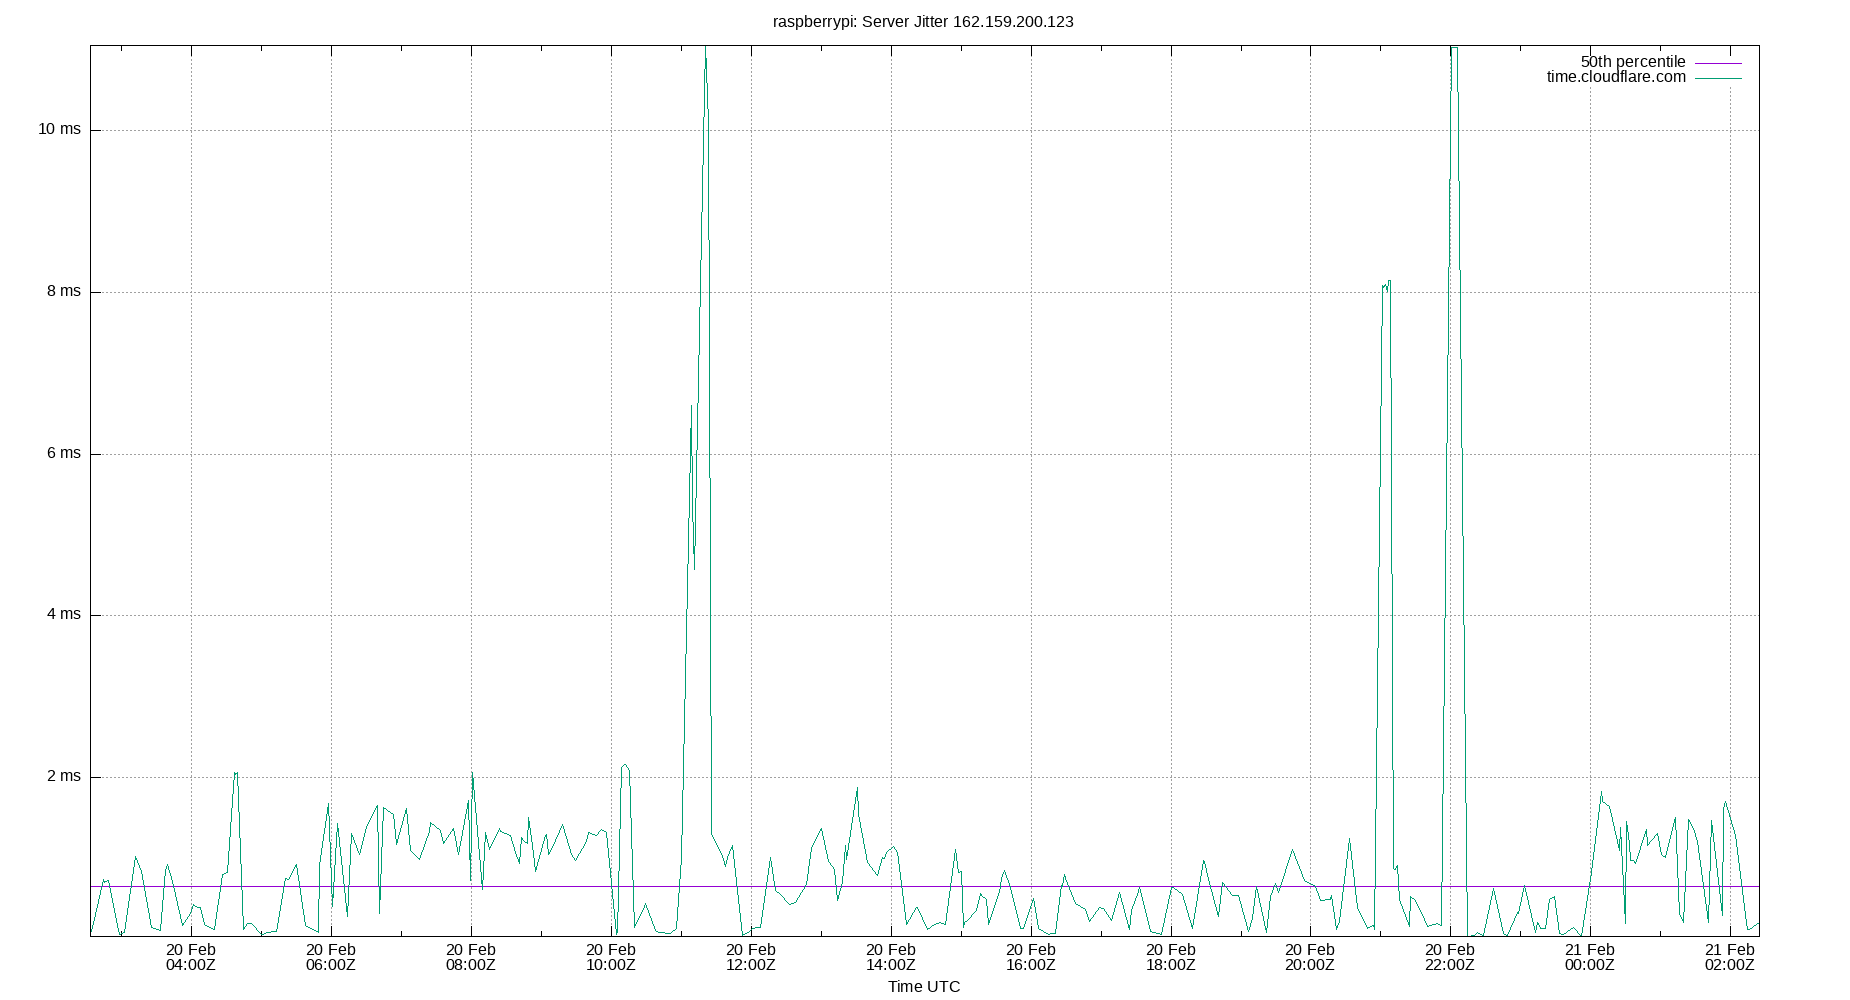 raspberrypi: Server Jitter 162.159.200.123
50th percentile
time.cloudflare.com
10 ms
8 ms
6 ms
4 ms
2 ms
20 Feb 20 Feb 20 Feb 20 Feb 20 Feb 20 Feb 20 Feb 20 Feb 20 Feb 20 Feb 21 Feb 21 Feb
04:00Z 06:00Z 08:00Z 10:00Z 12:00Z 14:00Z 16:00Z 18:00Z 20:00Z 22:00Z 00:00Z 02:00Z
Time UTC